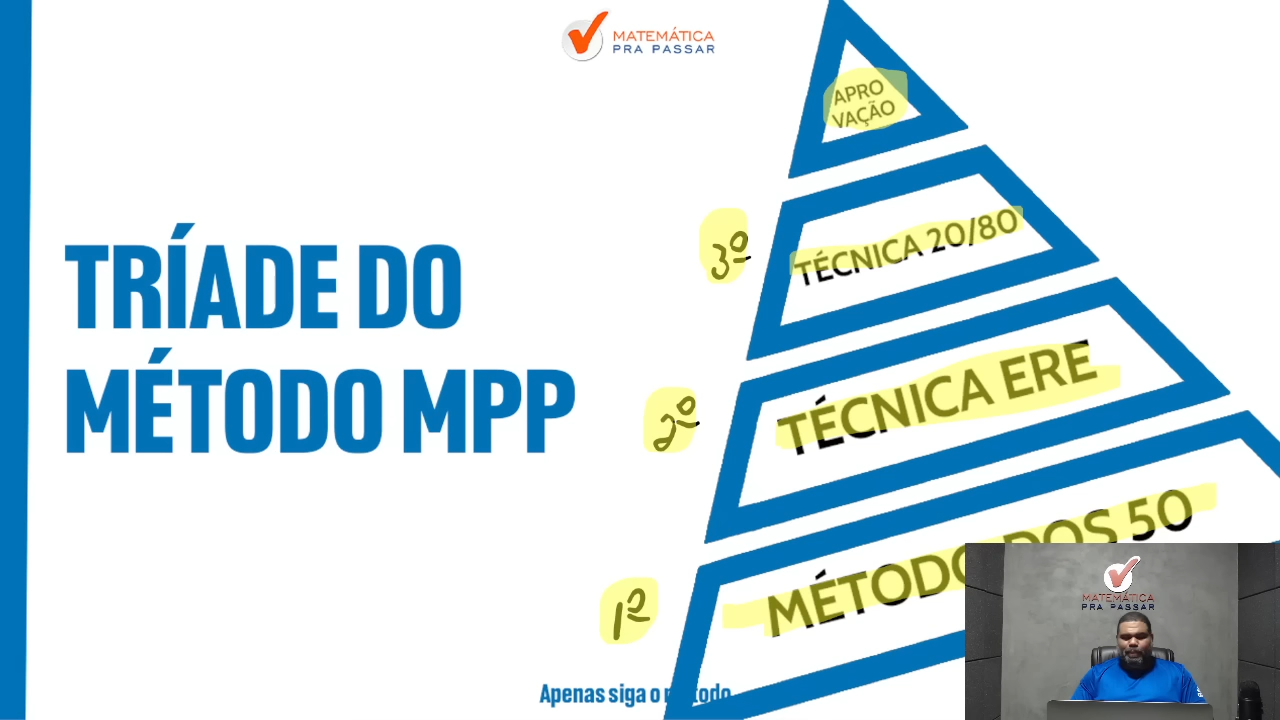 MATEMÁTICA
PRA PASSAR
APRO
VAÇÃO
TRÍADE DO
MÉTODO MPP
3º
TÉCNICA 20/80
2º
TÉCNICA ERE
1º
MÉTODO DOS 50
Apenas siga o método
MATEMÁTICA
PRA PASSAR